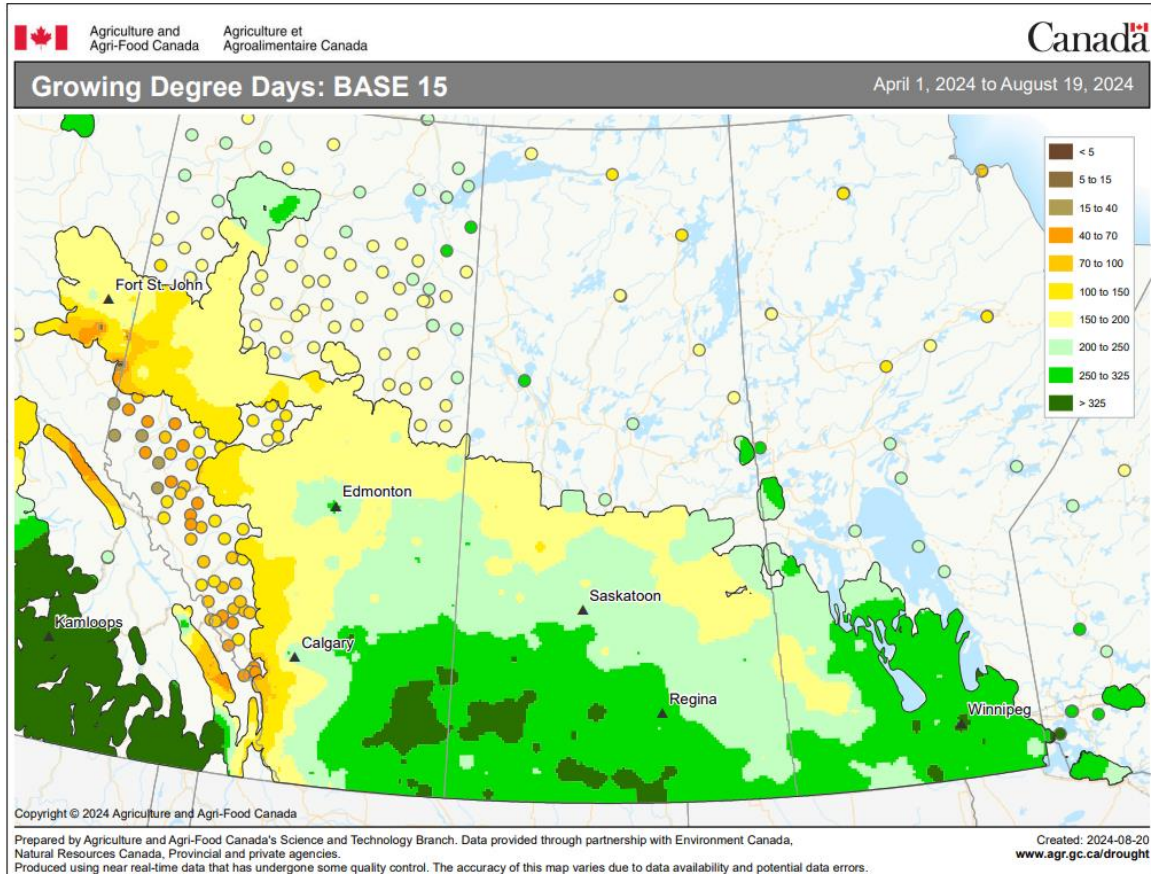 Agriculture and
Agri-Food Canada
Agriculture et
Agroalimentaire Canada
Canada
Growing Degree Days: BASE 15
April 1, 2024 to August 19, 2024
< 5
5 to 15
15 to 40
40 to 70
70 to 100
100 to 150
150 to 200
200 to 250
250 to 325
> 325
Fort St. John
Edmonton
Saskatoon
Kamloops
Calgary
Regina
Winnipeg
Copyright © 2024 Agriculture and Agri-Food Canada
Prepared by Agriculture and Agri-Food Canada's Science and Technology Branch. Data provided through partnership with Environment Canada,
Natural Resources Canada, Provincial and private agencies.
Produced using near real-time data that has undergone some quality control. The accuracy of this map varies due to data availability and potential data errors.
Created: 2024-08-20
www.agr.gc.ca/drought